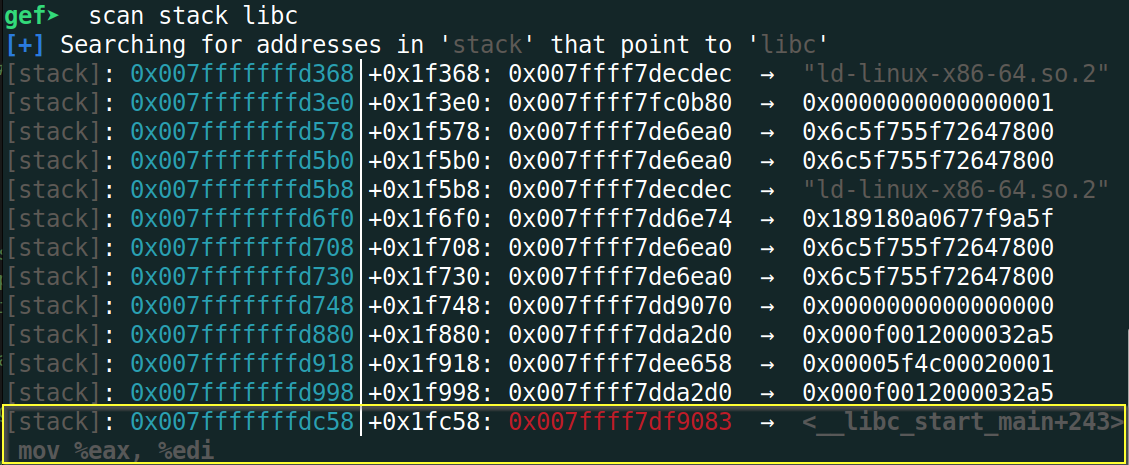 gef➤  scan stack libc
[+] Searching for addresses in 'stack' that point to 'libc'
[stack]: 0x007fffffffd368│+0x1f368: 0x007ffff7decdec  →  "ld-linux-x86-64.so.2"
[stack]: 0x007fffffffd3e0│+0x1f3e0: 0x007ffff7fc0b80  →  0x0000000000000001
[stack]: 0x007fffffffd578│+0x1f578: 0x007ffff7de6ea0  →  0x6c5f755f72647800
[stack]: 0x007fffffffd5b0│+0x1f5b0: 0x007ffff7de6ea0  →  0x6c5f755f72647800
[stack]: 0x007fffffffd5b8│+0x1f5b8: 0x007ffff7decdec  →  "ld-linux-x86-64.so.2"
[stack]: 0x007fffffffd6f0│+0x1f6f0: 0x007ffff7dd6e74  →  0x189180a0677f9a5f
[stack]: 0x007fffffffd708│+0x1f708: 0x007ffff7de6ea0  →  0x6c5f755f72647800
[stack]: 0x007fffffffd730│+0x1f730: 0x007ffff7de6ea0  →  0x6c5f755f72647800
[stack]: 0x007fffffffd748│+0x1f748: 0x007ffff7dd9070  →  0x0000000000000000
[stack]: 0x007fffffffd880│+0x1f880: 0x007ffff7dda2d0  →  0x000f0012000032a5
[stack]: 0x007fffffffd918│+0x1f918: 0x007ffff7dee658  →  0x00005f4c00020001
[stack]: 0x007fffffffd998│+0x1f998: 0x007ffff7dda2d0  →  0x000f0012000032a5
[stack]: 0x007fffffffdc58│+0x1fc58: 0x007ffff7df9083  →  <__libc_start_main+243>
mov %eax, %edi